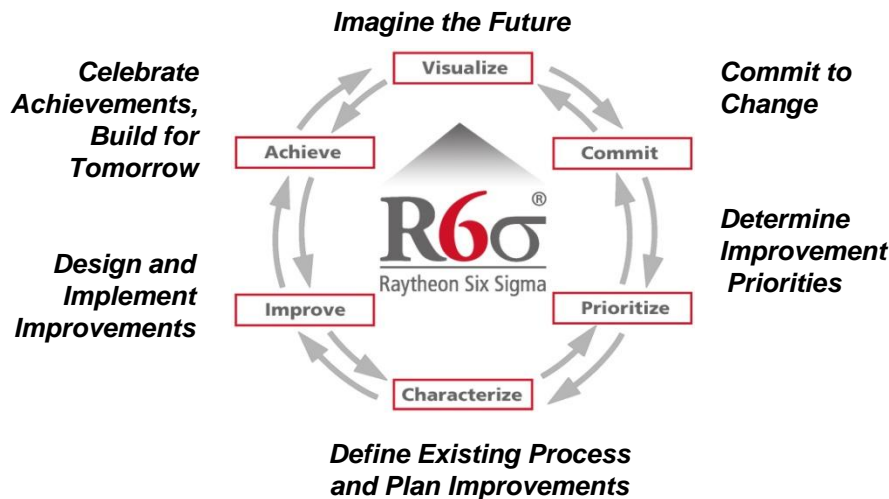 Imagine the Future
Visualize
Celebrate
Achievements,
Build for
Tomorrow
Commit to
Change
Achieve
Commit
R6σ®
Raytheon Six Sigma
Determine
Improvement
Priorities
Design and
Implement
Improvements
Improve
Prioritize
Characterize
Define Existing Process
and Plan Improvements